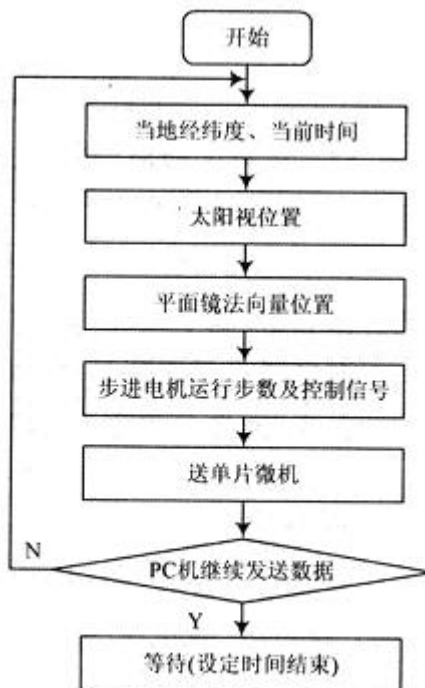 开始
当地经纬度、当前时间
太阳视位置
平面镜法向量位置
步进电机运行步数及控制信号
送单片微机
N
PC机继续发送数据
Y
等待(设定时间结束)